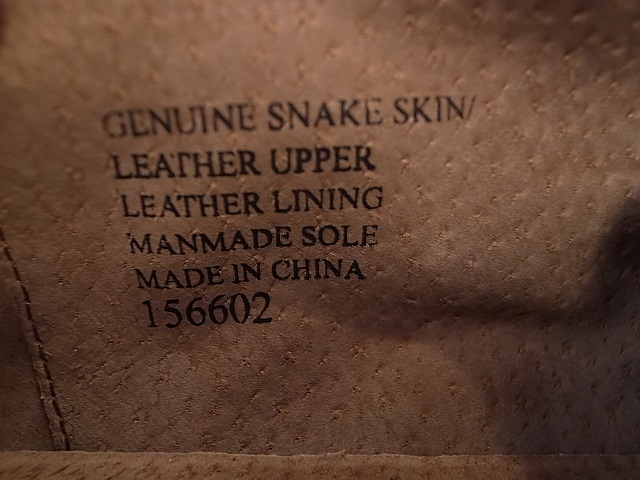 GENUINE SNAKE SKIN/
LEATHER UPPER
LEATHER LINING
MANMADE SOLE
MADE IN CHINA
156602